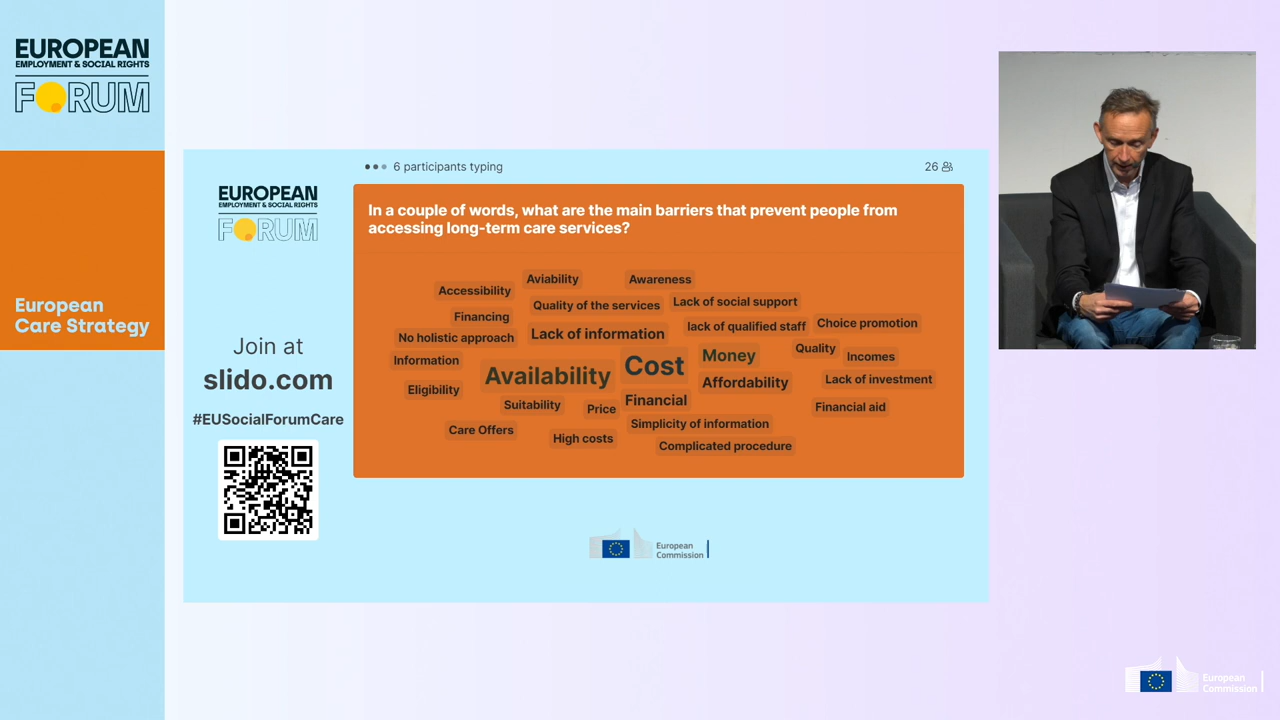 EUROPEAN
EMPLOYMENT & SOCIAL RIGHTS
FORUM
European
Care Strategy
EUROPEAN
EMPLOYMENT & SOCIAL RIGHTS
FORUM
Join at
slido.com
#EUSocialForumCare
6 participants typing
26
In a couple of words, what are the main barriers that prevent people from
accessing long-term care services?
Aviability
Awareness
Accessibility
Quality of the services
Lack of social support
Financing
Lack of information
lack of qualified staff
Choice promotion
No holistic approach
Information
Availability
Cost
Money
Quality
Incomes
Eligibility
Affordability
Lack of investment
Suitability
Price
Financial
Financial aid
Care Offers
High costs
Simplicity of information
Complicated procedure
European
Commission
European
Commission